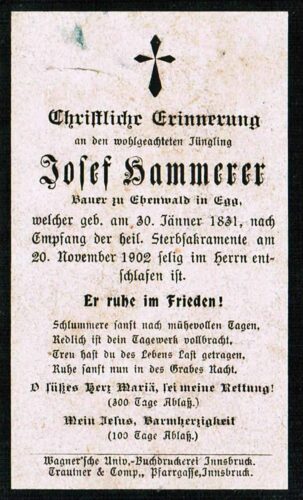 Christliche Erinnerung
an den wohlgeachteten Jüngling
Josef Hammerer
Bauer zu Ebenwald in Egg,
welcher geb. am 30. Jänner 1831, nach
Empfang der heil. Sterbsakramente am
20. November 1902 selig im Herrn ent-
schlafen ist.
Er ruhe im Frieden!
Schlummere sanft nach mühevollen Tagen,
Redlich ist dein Tagewerk vollbracht,
Treu hast du des Lebens Last getragen,
Ruhe sanft nun in des Grabes Nacht.
O süßes Herz Mariä, sei meine Rettung!
(300 Tage Ablaß.)
Mein Jesus, Barmherzigkeit
(100 Tage Ablaß.)
Wagner'sche Univ.-Buchdruckerei Innsbruck.
Trautner & Comp., Pfarrgasse, Innsbruck.